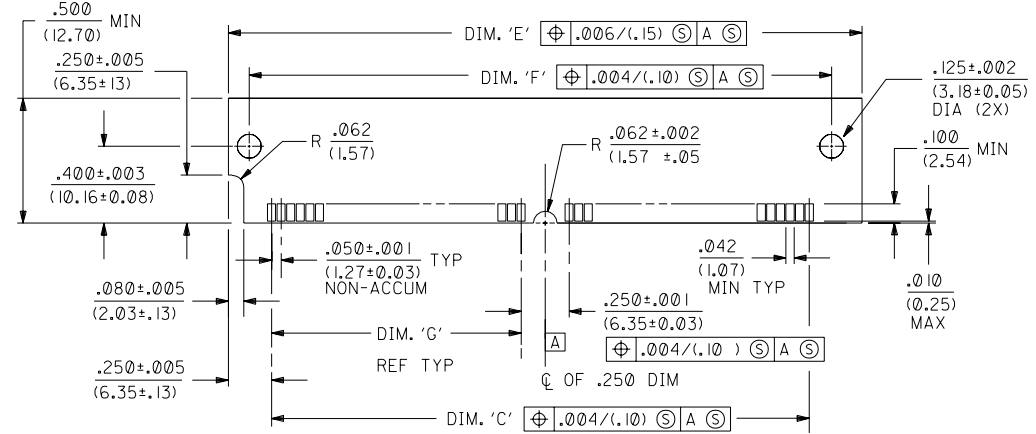 .500 MIN
(12.70)
DIM. 'E' ⌖ .006/(.15) Ⓢ A Ⓢ
.250±.005
(6.35±13)
DIM. 'F' ⌖ .004/(.10) Ⓢ A Ⓢ
.125±.002
(3.18±0.05)
DIA (2X)
R .062
(1.57)
R .062±.002
(1.57 ±.05
.100 MIN
(2.54)
.400±.003
(10.16±0.08)
.050±.001 TYP
(1.27±0.03)
NON-ACCUM
.042
(1.07)
MIN TYP
.010
(0.25)
MAX
.080±.005
(2.03±.13)
.250±.001
(6.35±0.03)
DIM. 'G'
REF TYP
A
⌖ .004/(.10 ) Ⓢ A Ⓢ
℄ OF .250 DIM
.250±.005
(6.35±.13)
DIM. 'C' ⌖ .004/(.10) Ⓢ A Ⓢ